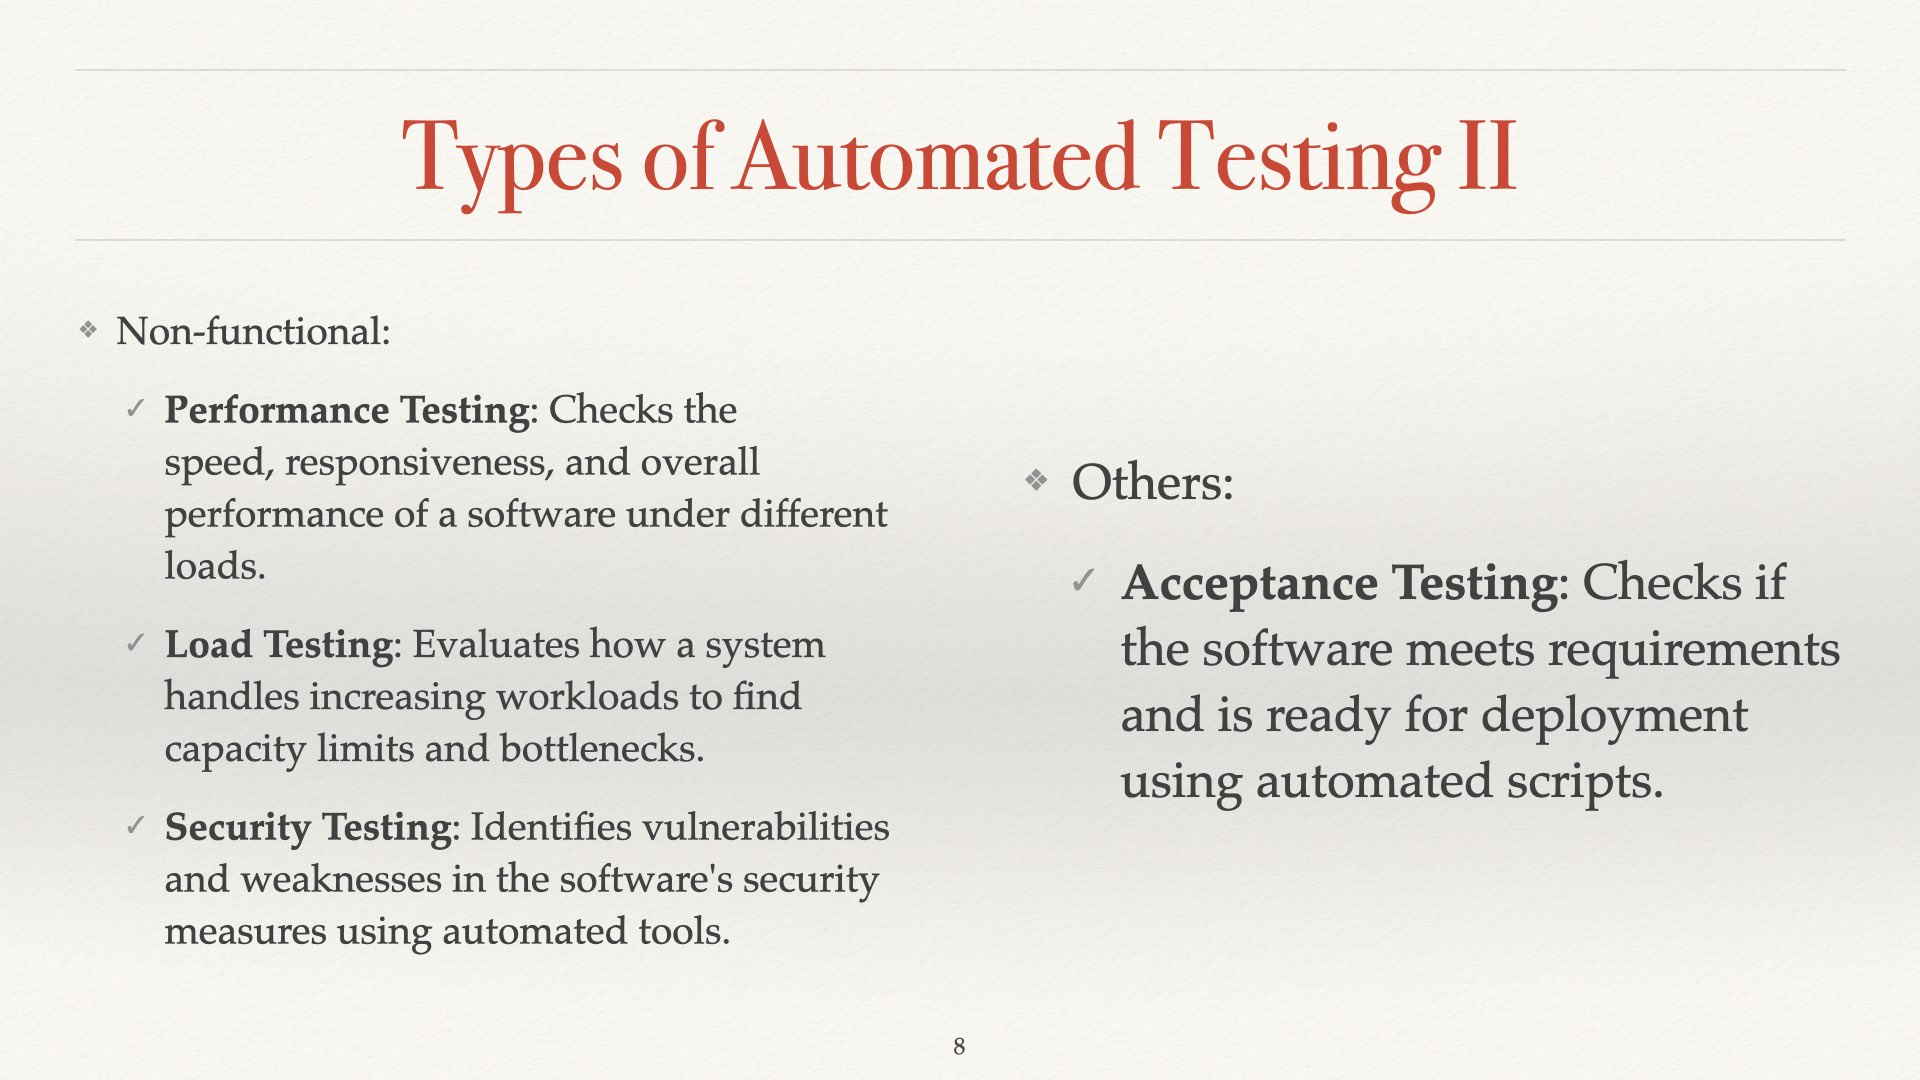 Types of Automated Testing II
❖ Non-functional:
✓ Performance Testing: Checks the
speed, responsiveness, and overall
performance of a software under different
loads.
✓ Load Testing: Evaluates how a system
handles increasing workloads to find
capacity limits and bottlenecks.
✓ Security Testing: Identifies vulnerabilities
and weaknesses in the software's security
measures using automated tools.
❖ Others:
✓ Acceptance Testing: Checks if
the software meets requirements
and is ready for deployment
using automated scripts.
8